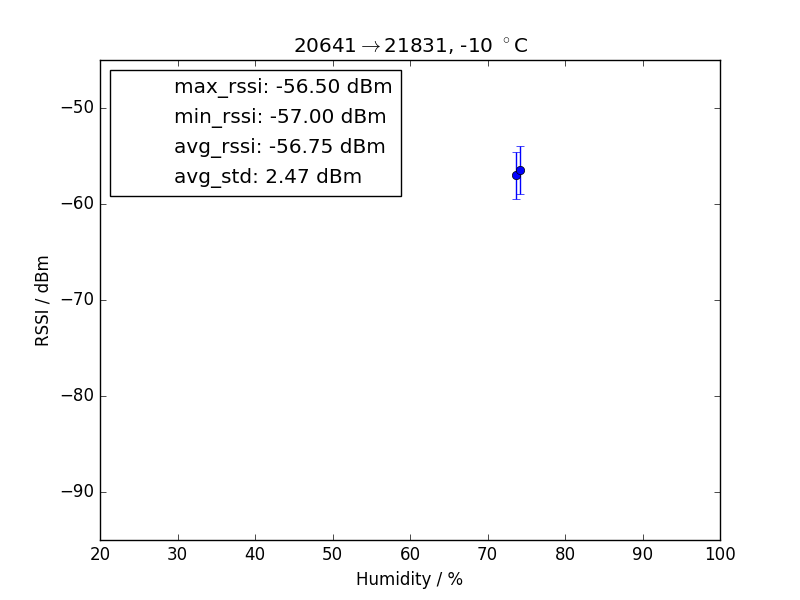 20641→21831, -10 °C
max_rssi: -56.50 dBm
min_rssi: -57.00 dBm
avg_rssi: -56.75 dBm
avg_std: 2.47 dBm
RSSI / dBm
−50
−60
−70
−80
−90
20 30 40 50 60 70 80 90 100
Humidity / %